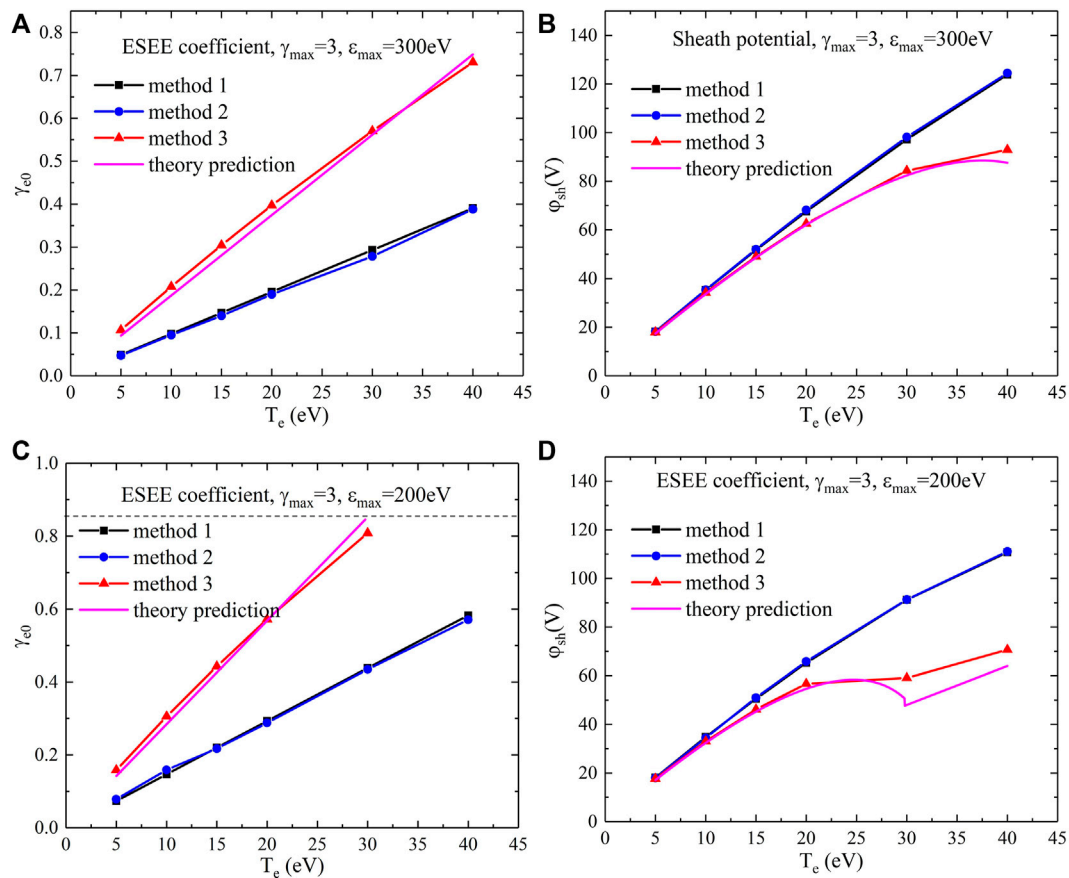 A
ESEE coefficient, γmax=3, εmax=300eV
method 1
method 2
method 3
theory prediction
γe0
0.8
0.7
0.6
0.5
0.4
0.3
0.2
0.1
0.0
0 5 10 15 20 25 30 35 40 45
Te (eV)
B
Sheath potential, γmax=3, εmax=300eV
method 1
method 2
method 3
theory prediction
φsh(V)
140
120
100
80
60
40
20
0
0 5 10 15 20 25 30 35 40 45
Te (eV)
C
ESEE coefficient, γmax=3, εmax=200eV
method 1
method 2
method 3
theory prediction
γe0
1.0
0.8
0.6
0.4
0.2
0.0
0 5 10 15 20 25 30 35 40 45
Te (eV)
D
ESEE coefficient, γmax=3, εmax=200eV
method 1
method 2
method 3
theory prediction
φsh(V)
140
120
100
80
60
40
20
0
0 5 10 15 20 25 30 35 40 45
Te (eV)